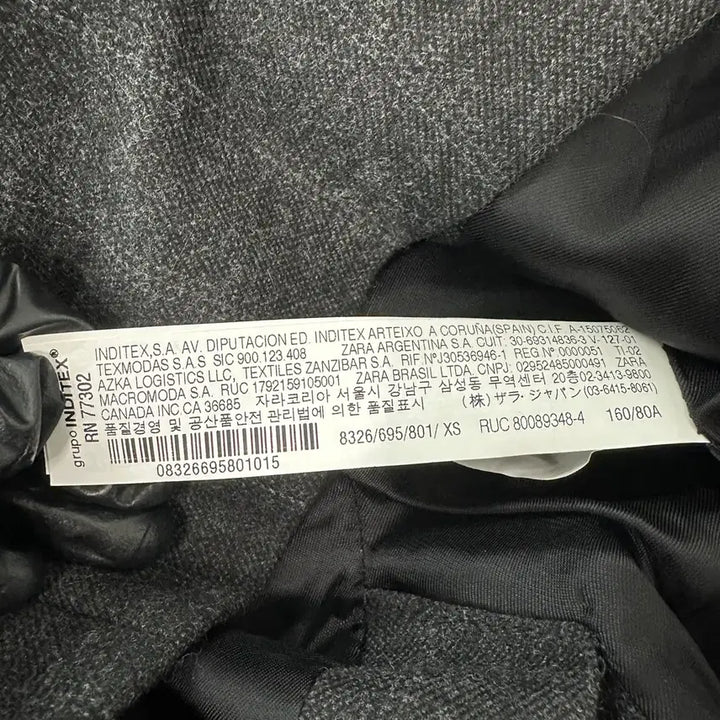 grupo INDITEX®
RN 77302
INDITEX,S.A. AV. DIPUTACION ED. INDITEX ARTEIXO A CORUÑA(SPAIN) C.I.F. A-15075062
TEXMODAS S.A.S SIC 900.123.408 ZARA ARGENTINA S.A. CUIT: 30-69314836-3 V-127-01
AZKA LOGISTICS LLC, TEXTILES ZANZIBAR S.A. RIF NºJ30536946-1 REG.Nº 0000051 TI-02
MACROMODA S.A. RUC 1792159105001 ZARA BRASIL LTDA. CNPJ: 02952485000491 ZARA
CANADA INC CA 36685 자라코리아 서울시 강남구 삼성동 무역센터 20층 02-3413-9800
품질경영 및 공산품안전 관리법에 의한 품질표시 (株) ザラ・ジャパン (03-6415-8061)
8326/695/801/ XS RUC 80089348-4 160/80A
08326695801015